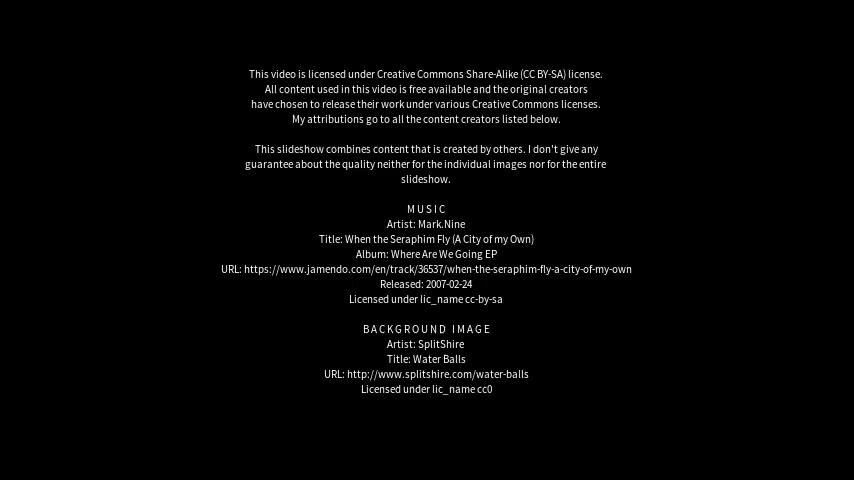 This video is licensed under Creative Commons Share-Alike (CC BY-SA) license.
All content used in this video is free available and the original creators
have chosen to release their work under various Creative Commons licenses.
My attributions go to all the content creators listed below.
This slideshow combines content that is created by others. I don't give any
guarantee about the quality neither for the individual images nor for the entire
slideshow.
MUSIC
Artist: Mark.Nine
Title: When the Seraphim Fly (A City of my Own)
Album: Where Are We Going EP
URL: https://www.jamendo.com/en/track/36537/when-the-seraphim-fly-a-city-of-my-own
Released: 2007-02-24
Licensed under lic_name cc-by-sa
BACKGROUND IMAGE
Artist: SplitShire
Title: Water Balls
URL: http://www.splitshire.com/water-balls
Licensed under lic_name cc0